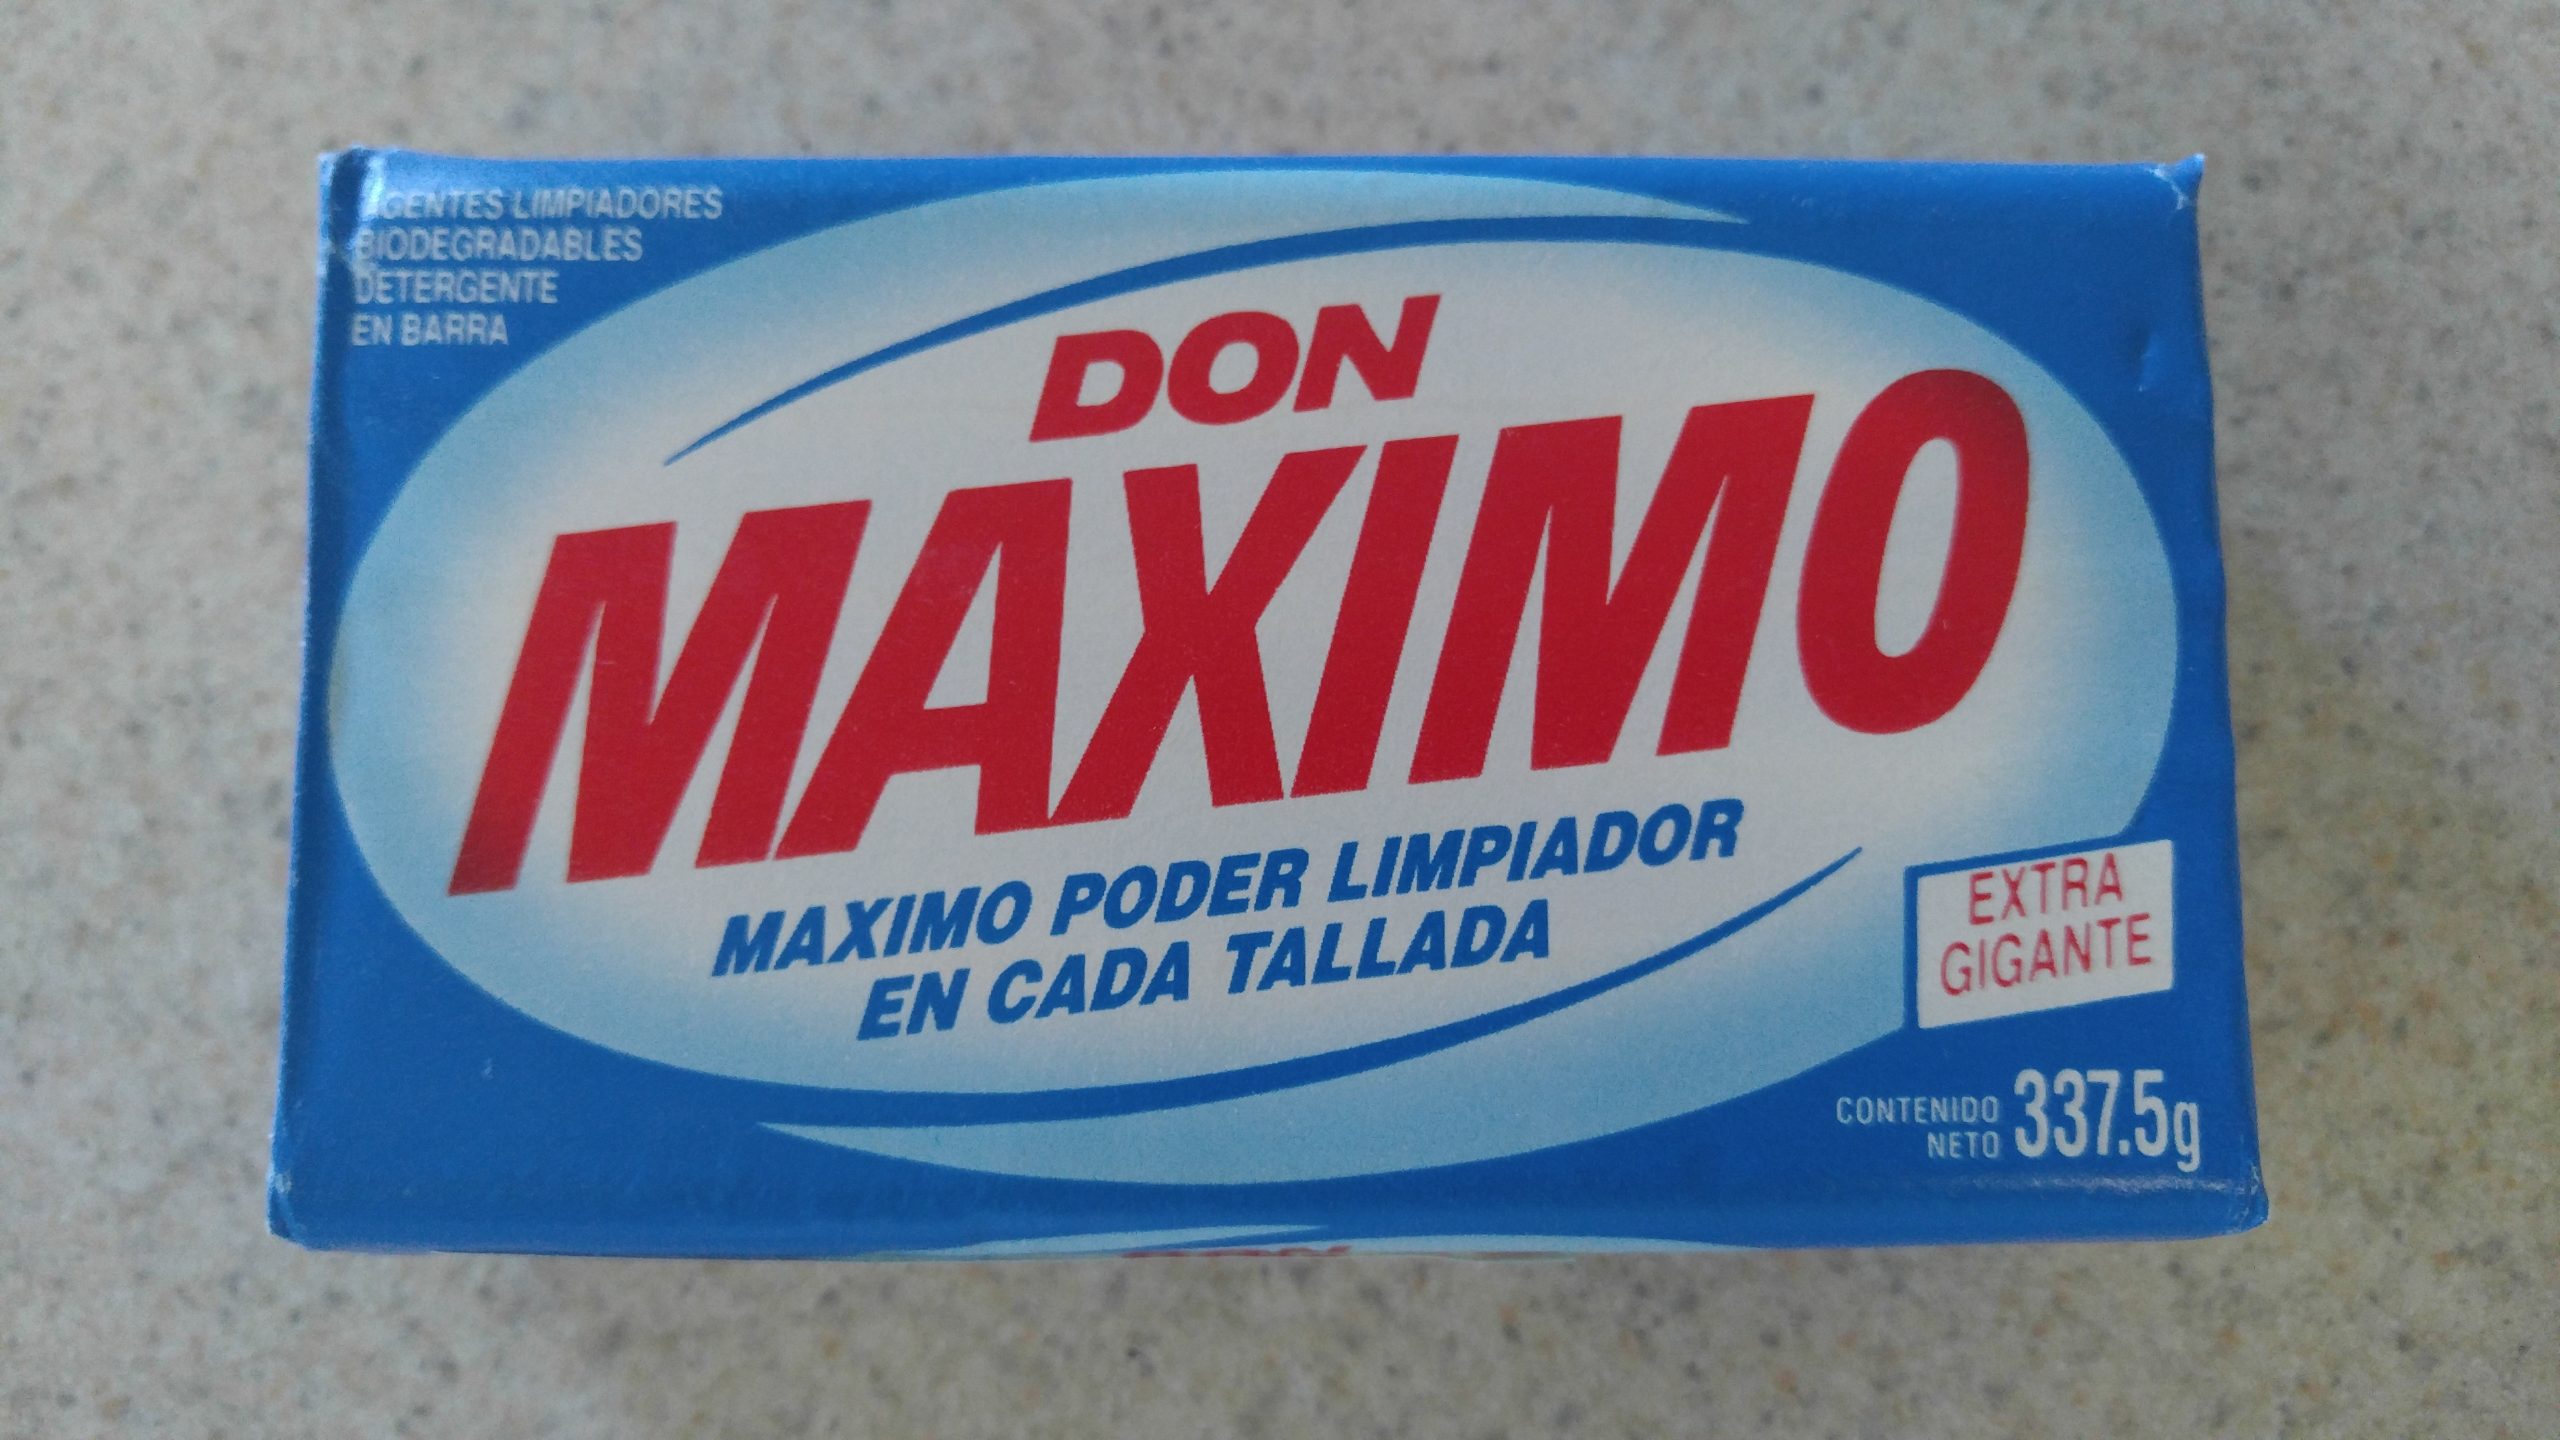 AGENTES LIMPIADORES
BIODEGRADABLES
DETERGENTE
EN BARRA
DON
MAXIMO
MAXIMO PODER LIMPIADOR
EN CADA TALLADA
EXTRA
GIGANTE
CONTENIDO
NETO 337.5g